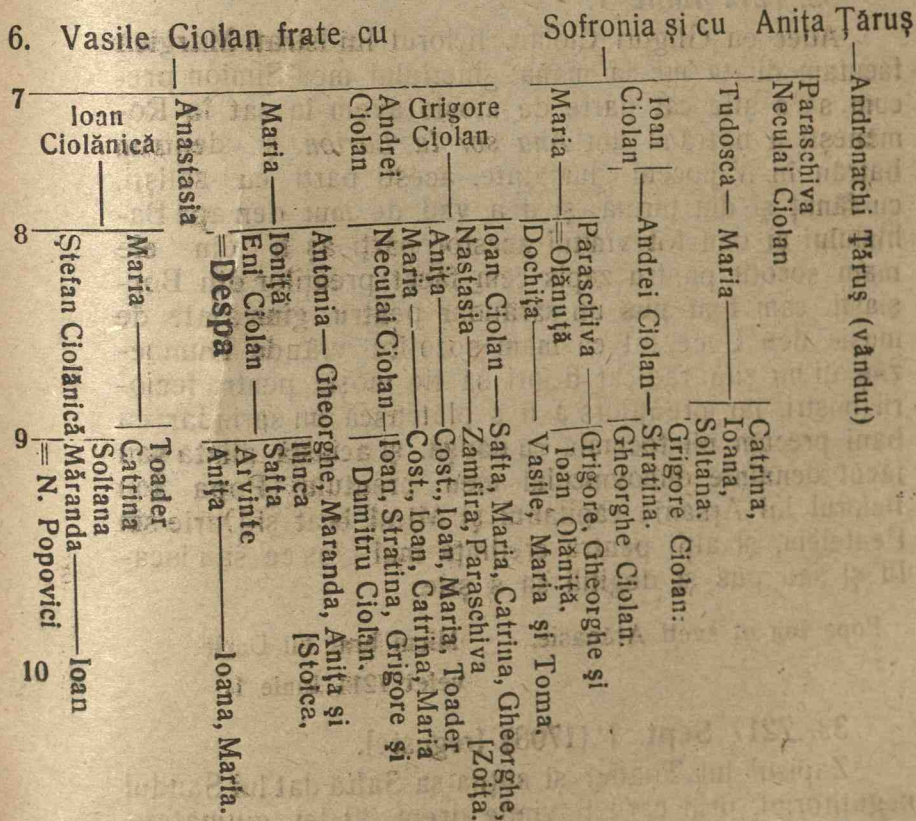 6. Vasile Ciolan frate cu Sofronia și cu Anița Țăruș
7
Ioan
Ciolănică
Anastasia
Maria
Andrei
Ciolan
Grigore
Ciolan
Maria
Ioan
Ciolan
Tudosca
Paraschiva
Neculai Ciolan
Andronachi Țăruș (vândut)
8
Ștefan Ciolănică
Maria
=Despa
Eni Ciolan
Ioniță
Antonia — Gheorghe, Maranda, Anița și
[Stoica,
Neculai Ciolan — Ioan, Stratina, Grigore și
Dumitru Ciolan.
Maria — Cost., Ioan, Catrina, Maria
Anița — Cost., Ioan, Maria, Toader
Nastasia — Zamfira, Paraschiva
Ioan Ciolan — Safta, Maria, Catrina, Gheorghe,
[Zoița.
Dochița
=Olănuță
Paraschiva
Andrei Ciolan — Stratina.
Maria
9
Măranda — Ioan
= N. Popovici
Soltana
Catrina
Toader
Anița — Ioana, Maria.
Arvinte
Safta
Ilinca
Vasile, Maria și Toma.
Ioan Olăniță.
Grigore, Gheorghe și
Gheorghe Ciolan.
Grigore Ciolan:
Soltana.
Ioana,
Catrina,
10